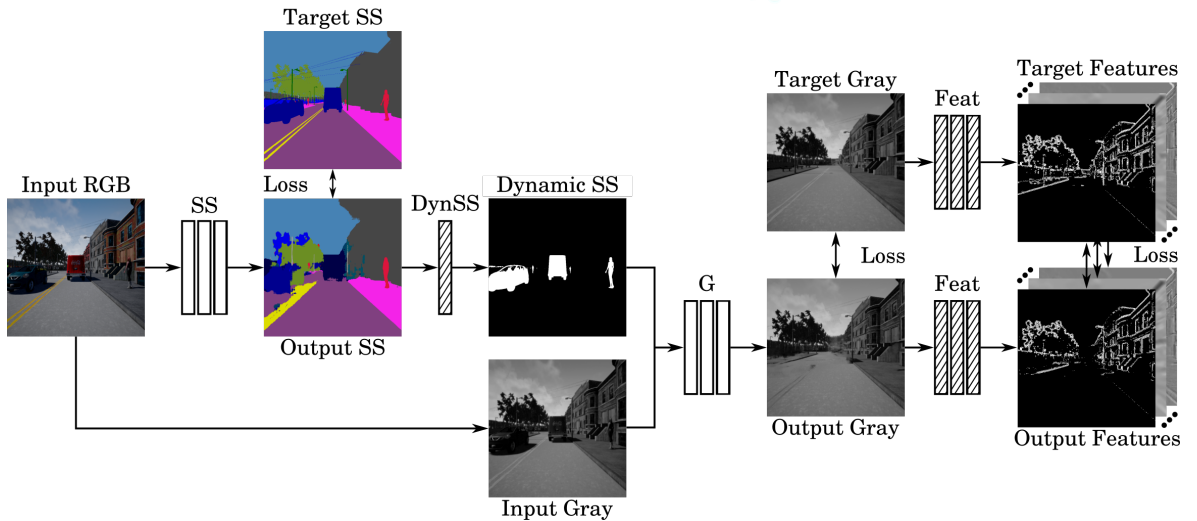 Target SS
Target Gray
Target Features
Feat
Input RGB
SS
Loss
DynSS
Dynamic SS
Loss
Loss
Output SS
G
Feat
Output Gray
Output Features
Input Gray